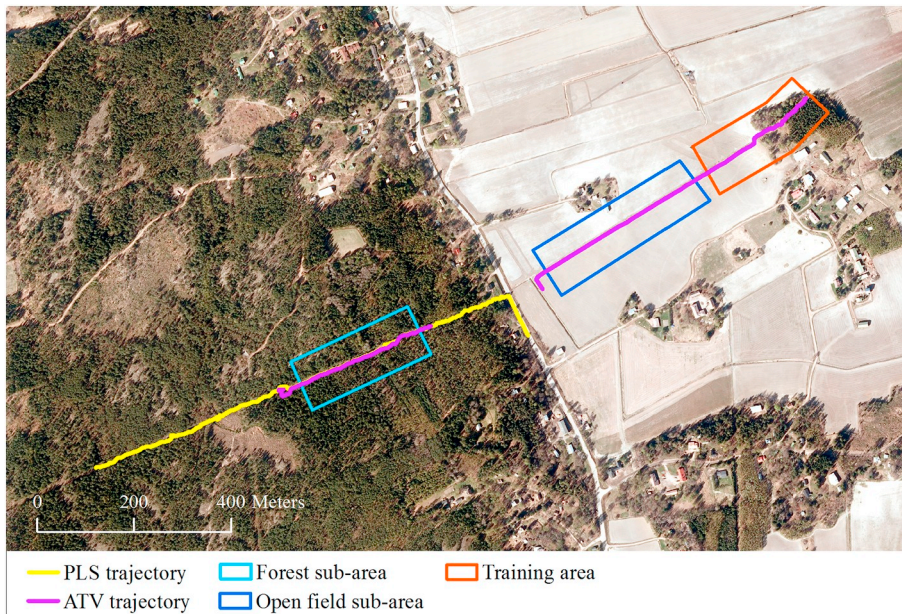 0 200 400 Meters
PLS trajectory Forest sub-area Training area
ATV trajectory Open field sub-area